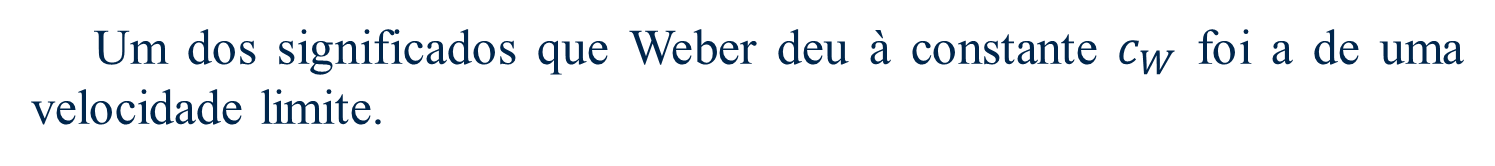 Um dos significados que Weber deu à constante c_W foi a de uma
velocidade limite.